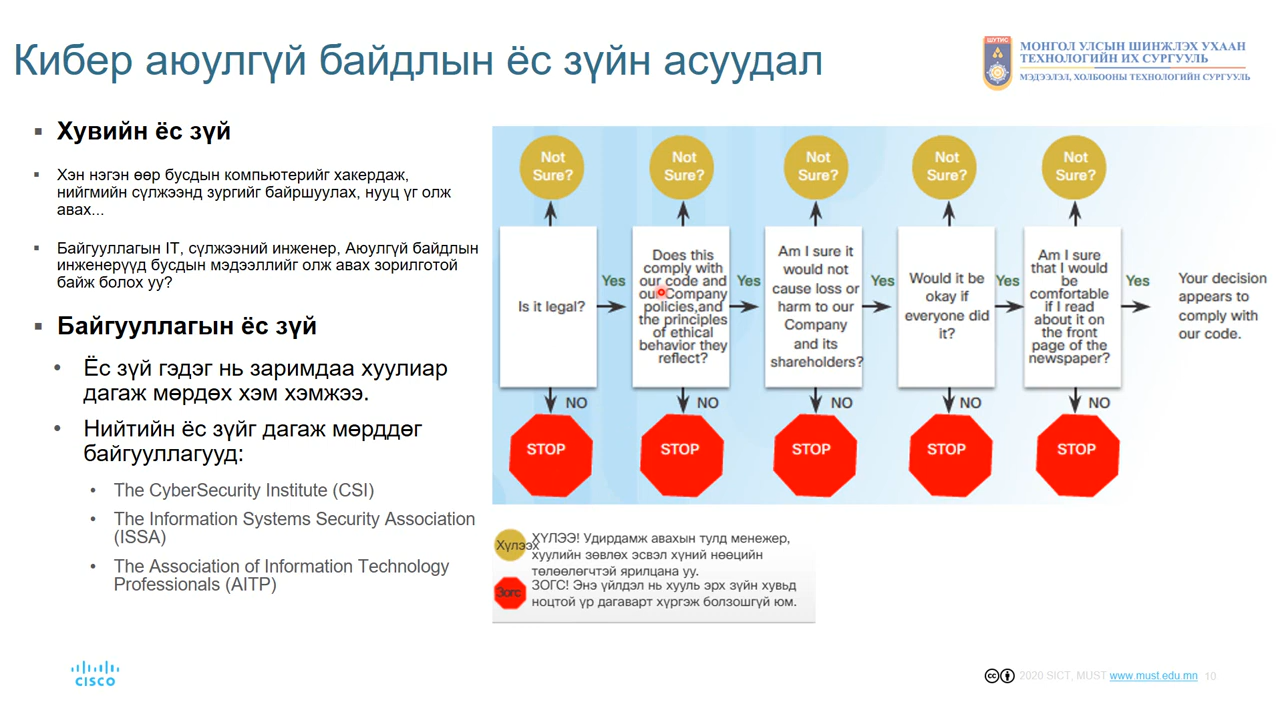 Кибер аюулгүй байдлын ёс зүйн асуудал
ШУТИС
МОНГОЛ УЛСЫН ШИНЖЛЭХ УХААН
ТЕХНОЛОГИЙН ИХ СУРГУУЛЬ
МЭДЭЭЛЭЛ, ХОЛБООНЫ ТЕХНОЛОГИЙН СУРГУУЛЬ
Хувийн ёс зүй
Хэн нэгэн өөр бусдын компьютерийг хакердаж,
нийгмийн сүлжээнд зургийг байршуулах, нууц үг олж
авах...
Байгууллагын IT, сүлжээний инженер, Аюулгүй байдлын
инженерүүд бусдын мэдээллийг олж авах зорилготой
байж болох уу?
Байгууллагын ёс зүй
Ёс зүй гэдэг нь заримдаа хуулиар
дагаж мөрдөх хэм хэмжээ.
Нийтийн ёс зүйг дагаж мөрддөг
байгууллагууд:
The CyberSecurity Institute (CSI)
The Information Systems Security Association
(ISSA)
The Association of Information Technology
Professionals (AITP)
Not
Sure?
Not
Sure?
Not
Sure?
Not
Sure?
Not
Sure?
Is it legal?
Yes
Does this
comply with
our code and
our Company
policies,and
the principles
of ethical
behavior they
reflect?
Yes
Am I sure it
would not
cause loss or
harm to our
Company
and its
shareholders?
Yes
Would it be
okay if
everyone did
it?
Yes
Am I sure
that I would
be
comfortable
if I read
about it on
the front
page of the
newspaper?
Yes
Your decision
appears to
comply with
our code.
NO
NO
NO
NO
NO
STOP
STOP
STOP
STOP
STOP
Хүлээх
ХҮЛЭЭ! Удирдамж авахын тулд менежер,
хуулийн зөвлөх эсвэл хүний нөөцийн
төлөөлөгчтэй ярилцана уу.
Зогс
ЗОГС! Энэ үйлдэл нь хууль эрх зүйн хувьд
ноцтой үр дагаварт хүргэж болзошгүй юм.
CISCO
2020 SICT, MUST www.must.edu.mn 10